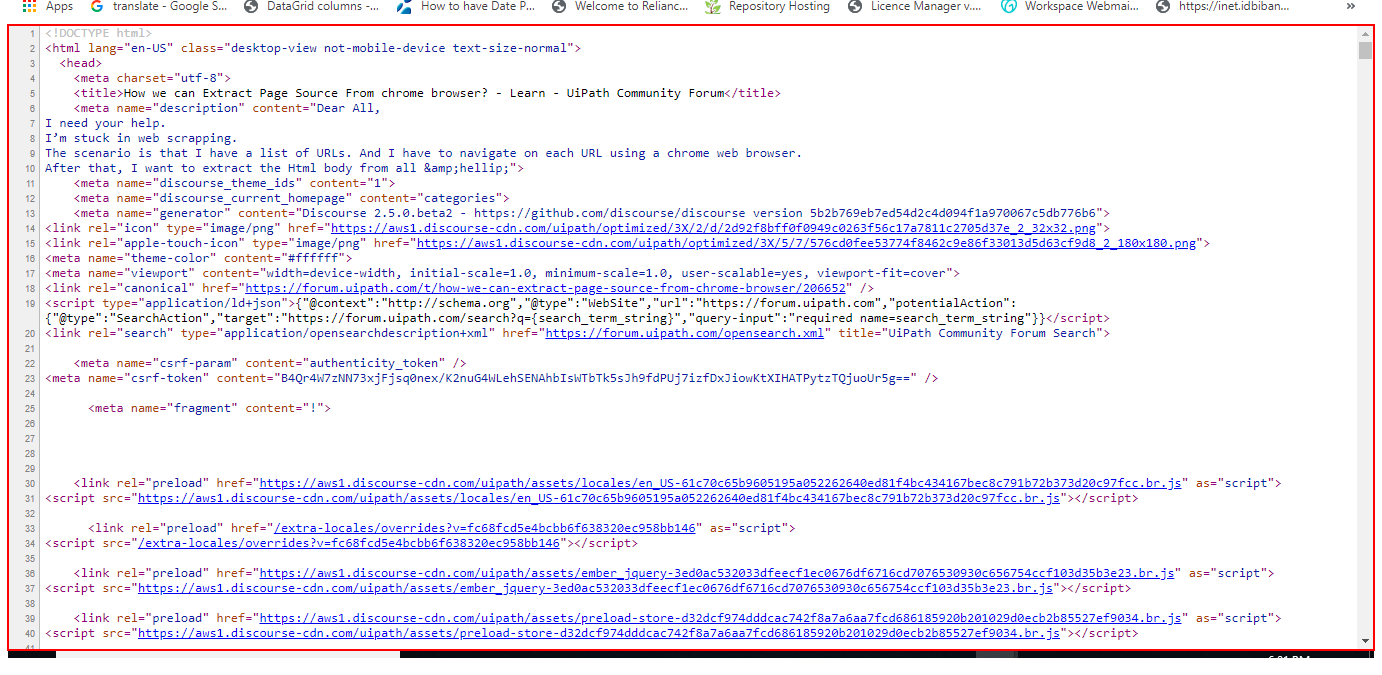 Apps translate - Google S... DataGrid columns -... How to have Date P... Welcome to Relianc... Repository Hosting Licence Manager v.... Workspace Webmai... https://inet.idbiban... »
1 <!DOCTYPE html>
2 <html lang="en-US" class="desktop-view not-mobile-device text-size-normal">
3 <head>
4 <meta charset="utf-8">
5 <title>How we can Extract Page Source From chrome browser? - Learn - UiPath Community Forum</title>
6 <meta name="description" content="Dear All,
7 I need your help.
8 I’m stuck in web scrapping.
9 The scenario is that I have a list of URLs. And I have to navigate on each URL using a chrome web browser.
10 After that, I want to extract the Html body from all &amp;hellip;">
11 <meta name="discourse_theme_ids" content="1">
12 <meta name="discourse_current_homepage" content="categories">
13 <meta name="generator" content="Discourse 2.5.0.beta2 - https://github.com/discourse/discourse version 5b2b769eb7ed54d2c4d094f1a970067c5db776b6">
14 <link rel="icon" type="image/png" href="https://aws1.discourse-cdn.com/uipath/optimized/3X/2/d/2d92f8bff0f0949c0263f56c17a7811c2705d37e_2_32x32.png">
15 <link rel="apple-touch-icon" type="image/png" href="https://aws1.discourse-cdn.com/uipath/optimized/3X/5/7/576cd0fee53774f8462c9e86f33013d5d63cf9d8_2_180x180.png">
16 <meta name="theme-color" content="#ffffff">
17 <meta name="viewport" content="width=device-width, initial-scale=1.0, minimum-scale=1.0, user-scalable=yes, viewport-fit=cover">
18 <link rel="canonical" href="https://forum.uipath.com/t/how-we-can-extract-page-source-from-chrome-browser/206652" />
19 <script type="application/ld+json">{"@context":"http://schema.org","@type":"WebSite","url":"https://forum.uipath.com","potentialAction":
{"@type":"SearchAction","target":"https://forum.uipath.com/search?q={search_term_string}","query-input":"required name=search_term_string"}}</script>
20 <link rel="search" type="application/opensearchdescription+xml" href="https://forum.uipath.com/opensearch.xml" title="UiPath Community Forum Search">
21
22 <meta name="csrf-param" content="authenticity_token" />
23 <meta name="csrf-token" content="B4Qr4W7zNN73xjFjsq0nex/K2nuG4WLehSENAhbIsWTbTk5sJh9fdPUj7izfDxJiowKtXIHATPytzTQjuoUr5g==" />
24
25 <meta name="fragment" content="!">
26
27
28
29
30 <link rel="preload" href="https://aws1.discourse-cdn.com/uipath/assets/locales/en_US-61c70c65b9605195a052262640ed81f4bc434167bec8c791b72b373d20c97fcc.br.js" as="script">
31 <script src="https://aws1.discourse-cdn.com/uipath/assets/locales/en_US-61c70c65b9605195a052262640ed81f4bc434167bec8c791b72b373d20c97fcc.br.js"></script>
32
33 <link rel="preload" href="/extra-locales/overrides?v=fc68fcd5e4bcbb6f638320ec958bb146" as="script">
34 <script src="/extra-locales/overrides?v=fc68fcd5e4bcbb6f638320ec958bb146"></script>
35
36 <link rel="preload" href="https://aws1.discourse-cdn.com/uipath/assets/ember_jquery-3ed0ac532033dfeecf1ec0676df6716cd7076530930c656754ccf103d35b3e23.br.js" as="script">
37 <script src="https://aws1.discourse-cdn.com/uipath/assets/ember_jquery-3ed0ac532033dfeecf1ec0676df6716cd7076530930c656754ccf103d35b3e23.br.js"></script>
38
39 <link rel="preload" href="https://aws1.discourse-cdn.com/uipath/assets/preload-store-d32dcf974dddcac742f8a7a6aa7fcd686185920b201029d0ecb2b85527ef9034.br.js" as="script">
40 <script src="https://aws1.discourse-cdn.com/uipath/assets/preload-store-d32dcf974dddcac742f8a7a6aa7fcd686185920b201029d0ecb2b85527ef9034.br.js"></script>